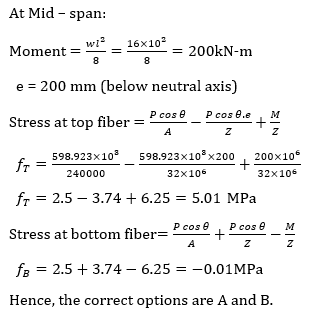 At Mid – span:
Moment = wl²/8 = 16×10²/8 = 200kN-m
e = 200 mm (below neutral axis)
Stress at top fiber = P cos θ/A − P cos θ.e/Z + M/Z
f_T = 598.923×10³/240000 − 598.923×10³×200/32×10⁶ + 200×10⁶/32×10⁶
f_T = 2.5 − 3.74 + 6.25 = 5.01 MPa
Stress at bottom fiber= P cos θ/A + P cos θ/Z − M/Z
f_B = 2.5 + 3.74 − 6.25 = −0.01MPa
Hence, the correct options are A and B.